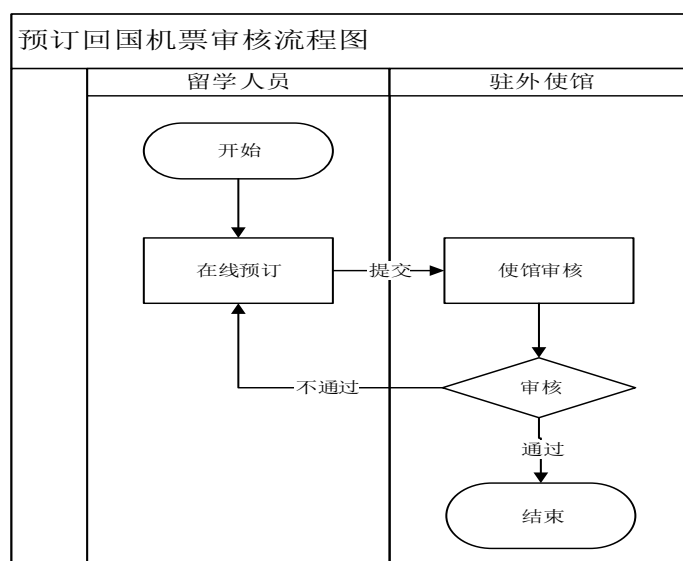 预订回国机票审核流程图
留学人员
驻外使馆
开始
在线预订
提交
使馆审核
不通过
审核
通过
结束